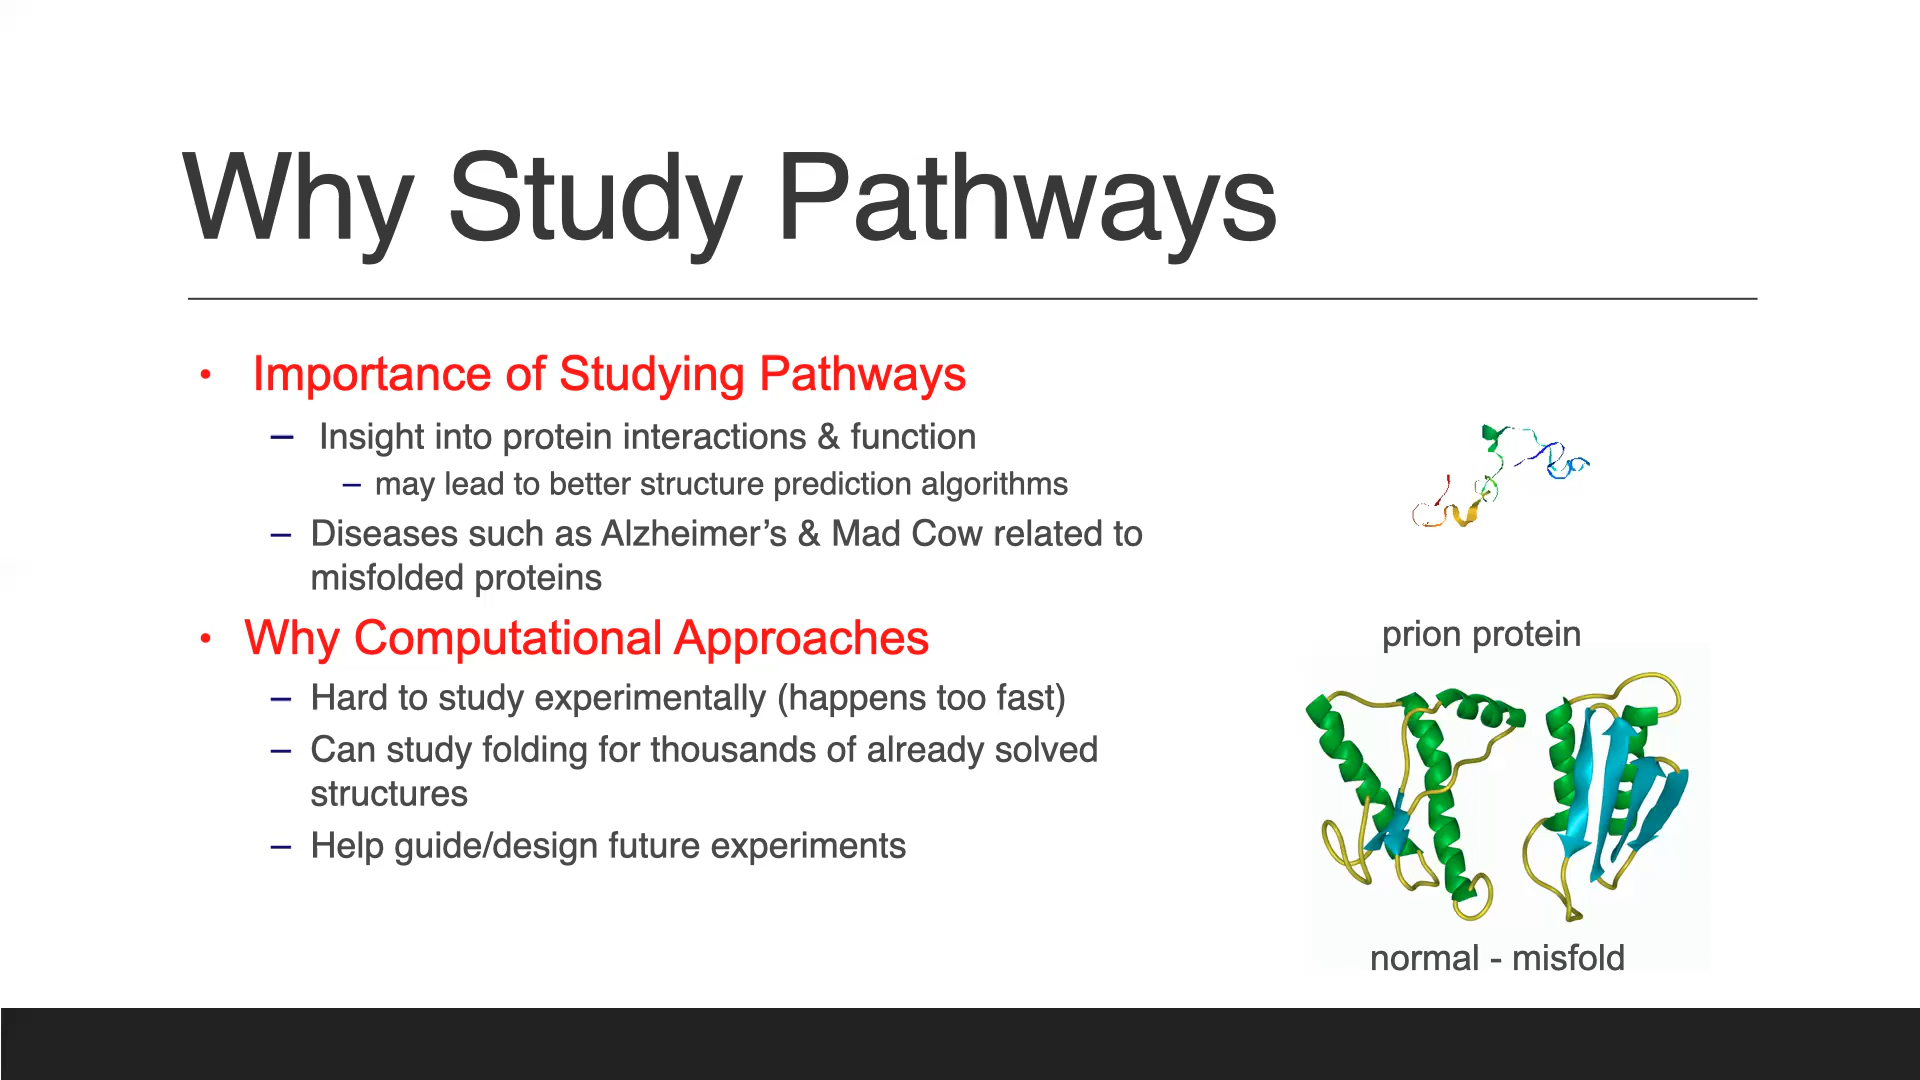 Why Study Pathways
• Importance of Studying Pathways
– Insight into protein interactions & function
– may lead to better structure prediction algorithms
– Diseases such as Alzheimer’s & Mad Cow related to
misfolded proteins
• Why Computational Approaches
– Hard to study experimentally (happens too fast)
– Can study folding for thousands of already solved
structures
– Help guide/design future experiments
prion protein
normal - misfold